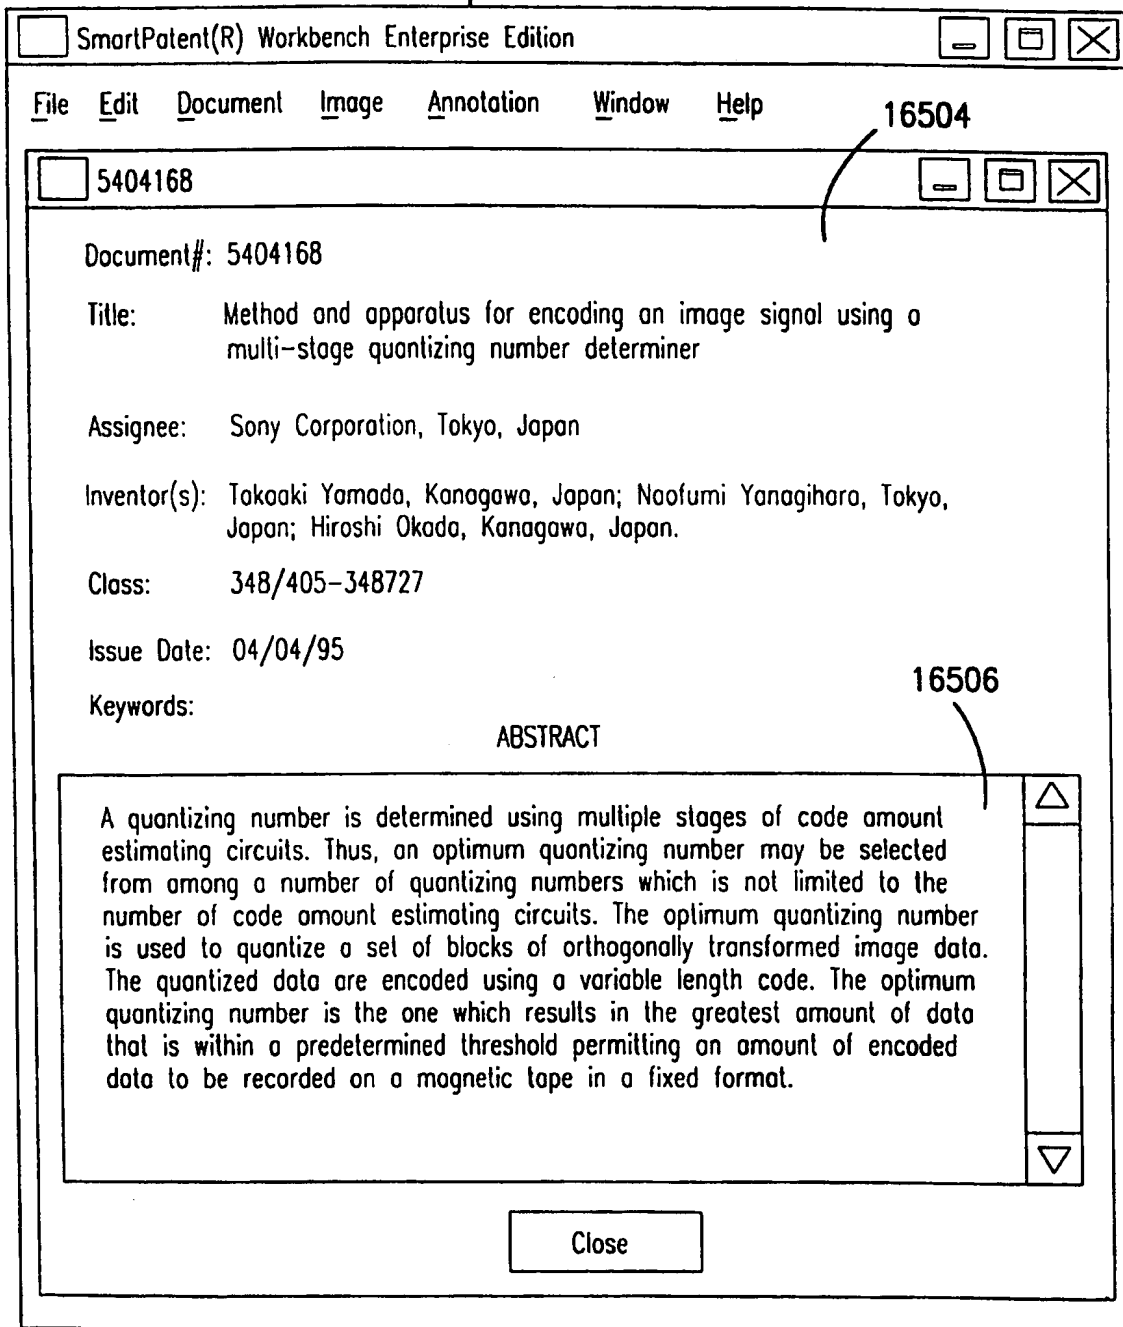 SmartPatent(R) Workbench Enterprise Edition
File Edit Document Image Annotation Window Help
16504
5404168
Document#: 5404168
Title: Method and apparatus for encoding an image signal using a
multi-stage quantizing number determiner
Assignee: Sony Corporation, Tokyo, Japan
Inventor(s): Takaaki Yamada, Kanagawa, Japan; Naofumi Yanagihara, Tokyo,
Japan; Hiroshi Okada, Kanagawa, Japan.
Class: 348/405-348727
Issue Date: 04/04/95
16506
Keywords:
ABSTRACT
A quantizing number is determined using multiple stages of code amount
estimating circuits. Thus, an optimum quantizing number may be selected
from among a number of quantizing numbers which is not limited to the
number of code amount estimating circuits. The optimum quantizing number
is used to quantize a set of blocks of orthogonally transformed image data.
The quantized data are encoded using a variable length code. The optimum
quantizing number is the one which results in the greatest amount of data
that is within a predetermined threshold permitting an amount of encoded
data to be recorded on a magnetic tape in a fixed format.
Close